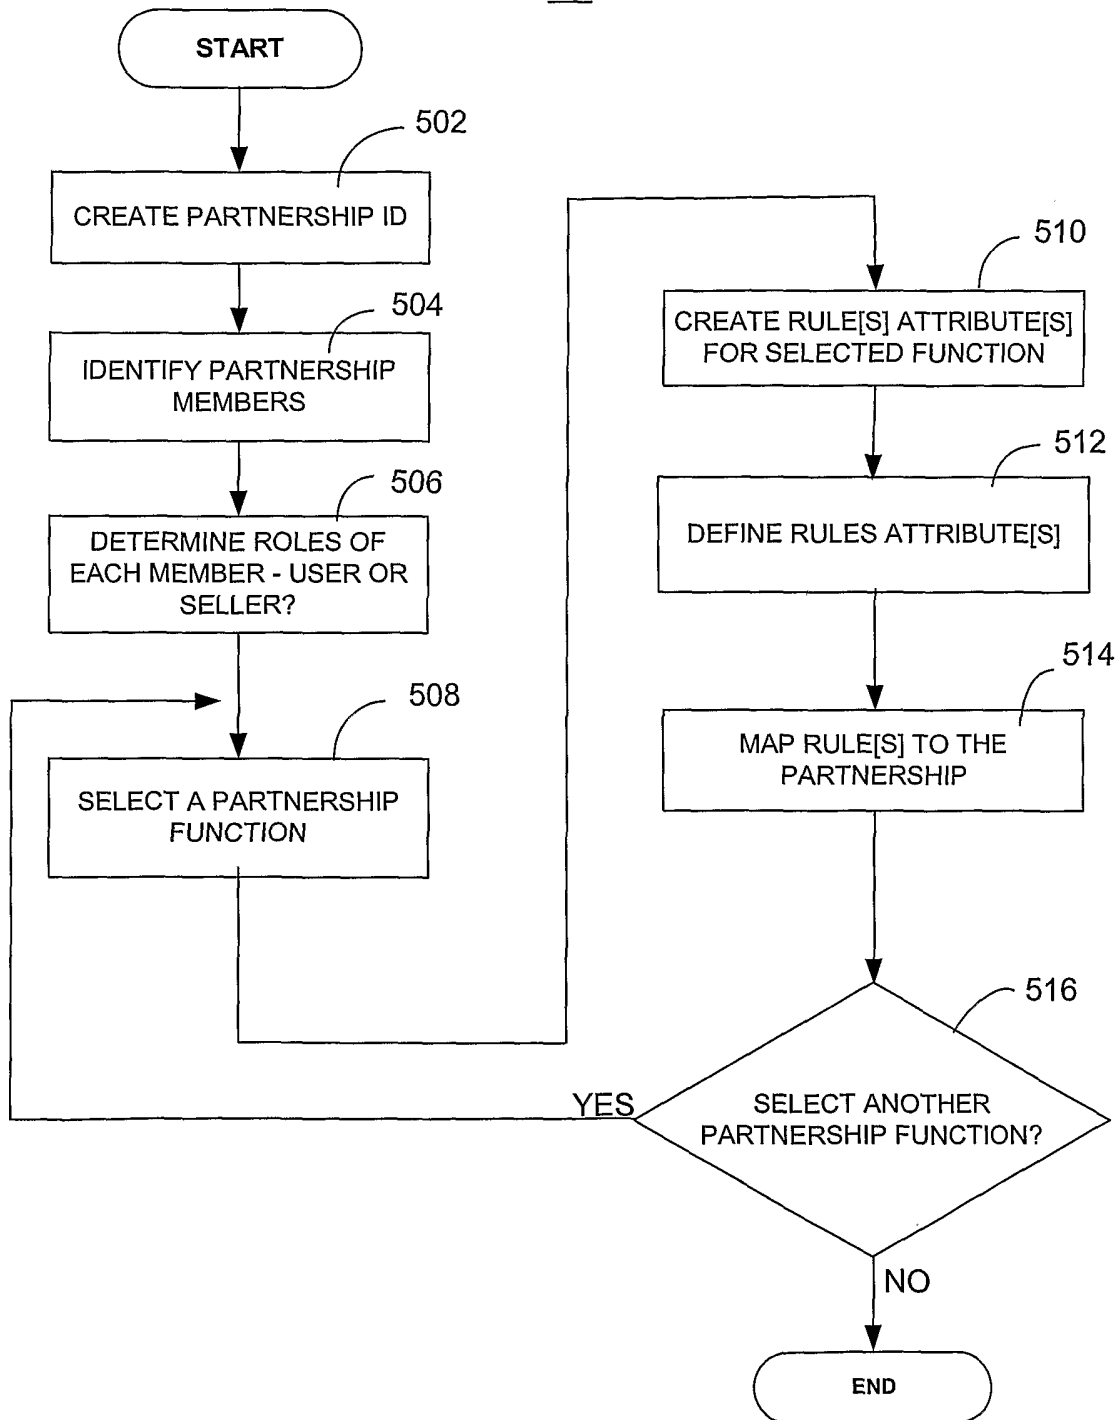 START
502
CREATE PARTNERSHIP ID
504
IDENTIFY PARTNERSHIP
MEMBERS
506
DETERMINE ROLES OF
EACH MEMBER - USER OR
SELLER?
508
SELECT A PARTNERSHIP
FUNCTION
510
CREATE RULE[S] ATTRIBUTE[S]
FOR SELECTED FUNCTION
512
DEFINE RULES ATTRIBUTE[S]
514
MAP RULE[S] TO THE
PARTNERSHIP
516
SELECT ANOTHER
PARTNERSHIP FUNCTION?
YES
NO
END